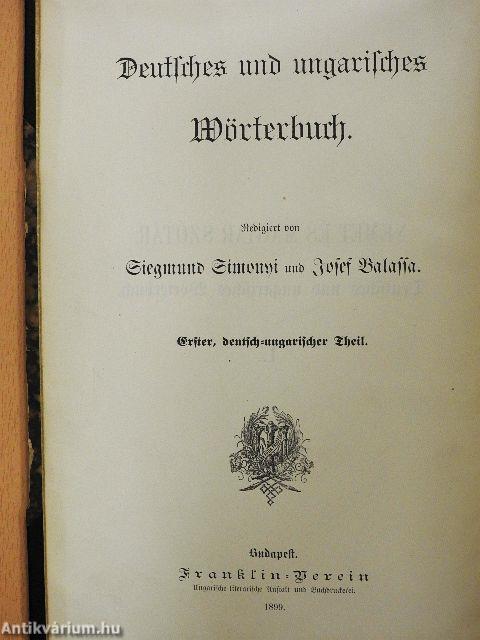 Deutsches und ungarisches
Wörterbuch.
Redigiert von
Siegmund Simonyi und Josef Balassa.
Erster, deutsch-ungarischer Theil.
Budapest.
Franklin-Verein
Ungarische literarische Anstalt und Buchdruckerei.
1899.
Antikvárium.hu